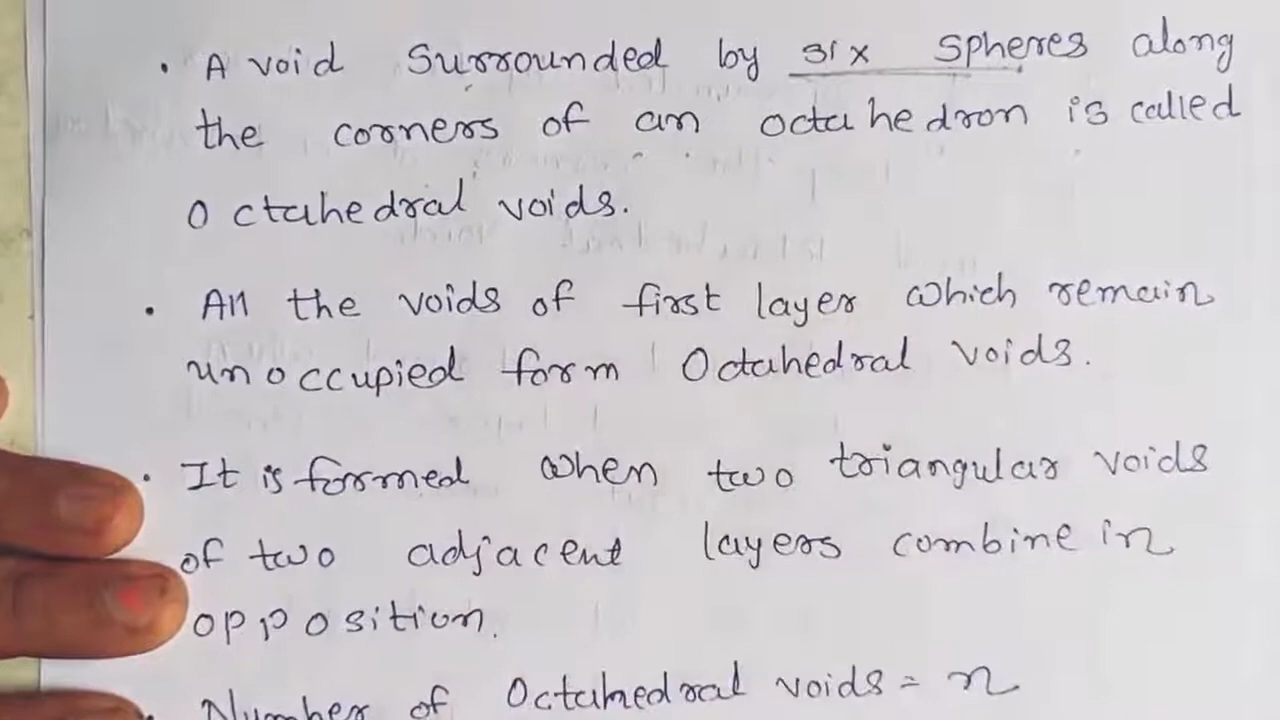 • A void Surrounded by six spheres along
the corners of an octahedron is called
Octahedral voids.
• All the voids of first layer which remain
unoccupied form Octahedral voids.
• It is formed when two triangular voids
of two adjacent layers combine in
opposition.
• Number of Octahedral voids = n